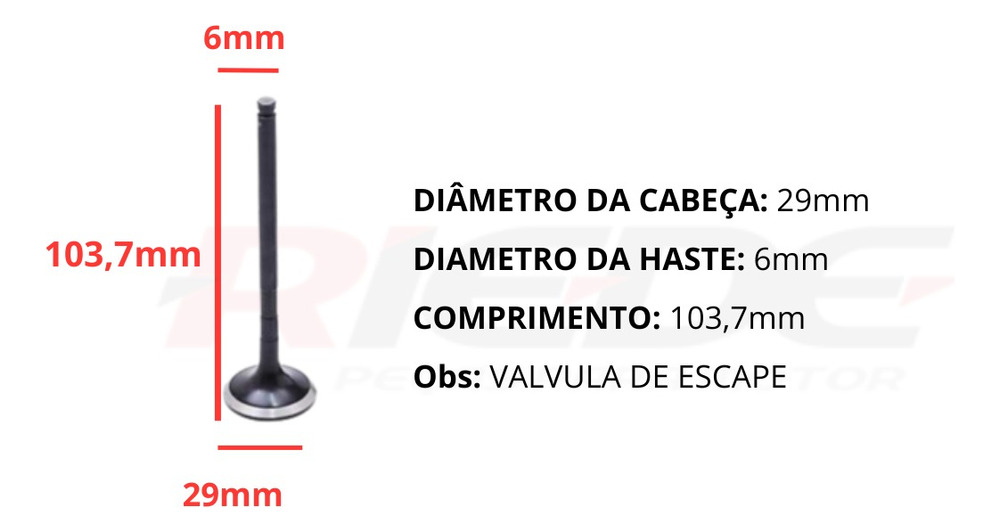 6mm
103,7mm
29mm
DIÂMETRO DA CABEÇA: 29mm
DIAMETRO DA HASTE: 6mm
COMPRIMENTO: 103,7mm
Obs: VALVULA DE ESCAPE
RIEDE